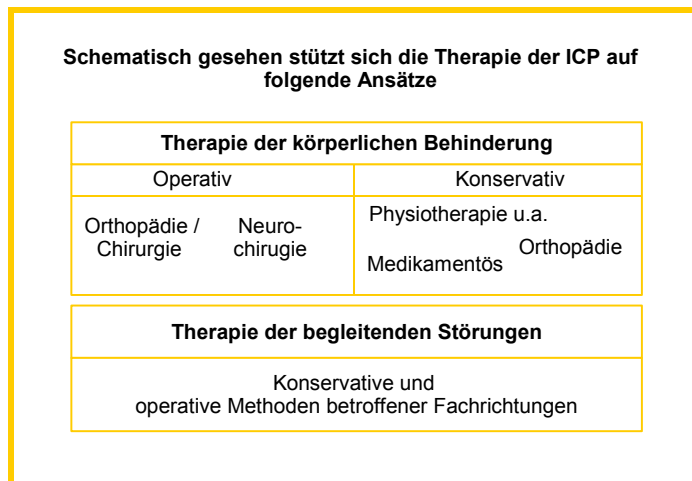 Schematisch gesehen stützt sich die Therapie der ICP auf
folgende Ansätze
Therapie der körperlichen Behinderung
Operativ
Konservativ
Orthopädie /
Chirurgie
Neuro-
chirugie
Physiotherapie u.a.
Orthopädie
Medikamentös
Therapie der begleitenden Störungen
Konservative und
operative Methoden betroffener Fachrichtungen